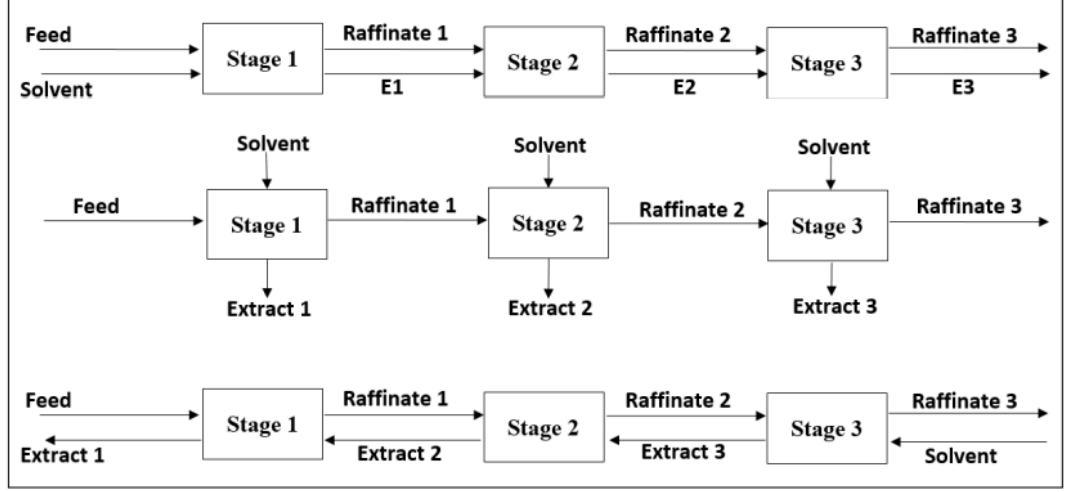 Feed
Solvent
Stage 1
Raffinate 1
E1
Stage 2
Raffinate 2
E2
Stage 3
Raffinate 3
E3
Solvent
Solvent
Solvent
Feed
Stage 1
Raffinate 1
Stage 2
Raffinate 2
Stage 3
Raffinate 3
Extract 1
Extract 2
Extract 3
Feed
Extract 1
Stage 1
Raffinate 1
Extract 2
Stage 2
Raffinate 2
Extract 3
Stage 3
Raffinate 3
Solvent